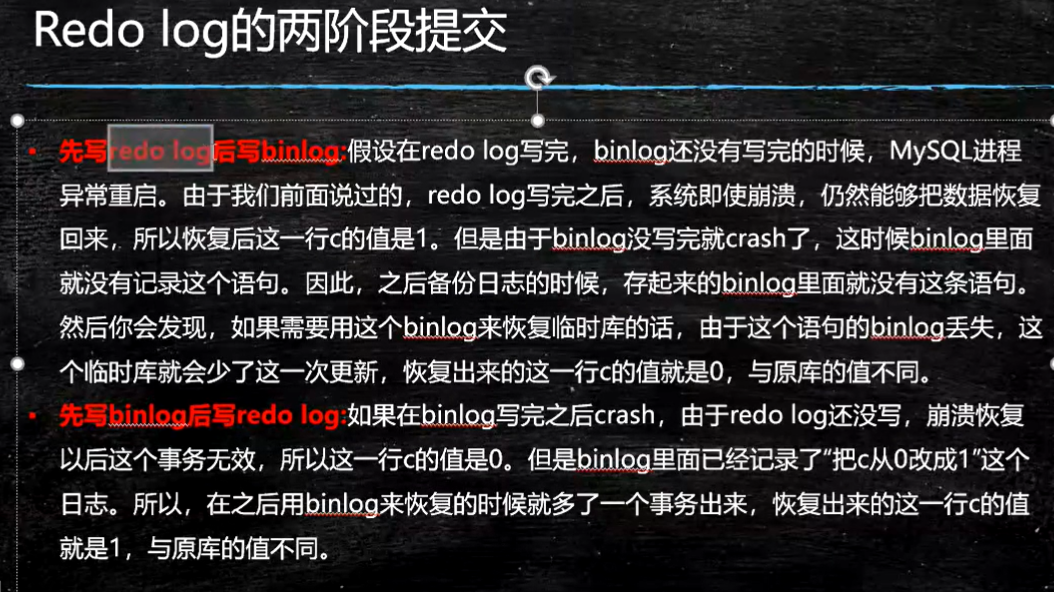 Redo log的两阶段提交
先写redo log后写binlog:假设在redo log写完，binlog还没有写完的时候，MySQL进程
异常重启。由于我们前面说过的，redo log写完之后，系统即使崩溃，仍然能够把数据恢复
回来，所以恢复后这一行c的值是1。但是由于binlog没写完就crash了，这时候binlog里面
就没有记录这个语句。因此，之后备份日志的时候，存起来的binlog里面就没有这条语句。
然后你会发现，如果需要用这个binlog来恢复临时库的话，由于这个语句的binlog丢失，这
个临时库就会少了这一次更新，恢复出来的这一行c的值就是0，与原库的值不同。
先写binlog后写redo log:如果在binlog写完之后crash，由于redo log还没写，崩溃恢复
以后这个事务无效，所以这一行c的值是0。但是binlog里面已经记录了“把c从0改成1”这个
日志。所以，在之后用binlog来恢复的时候就多了一个事务出来，恢复出来的这一行c的值
就是1，与原库的值不同。